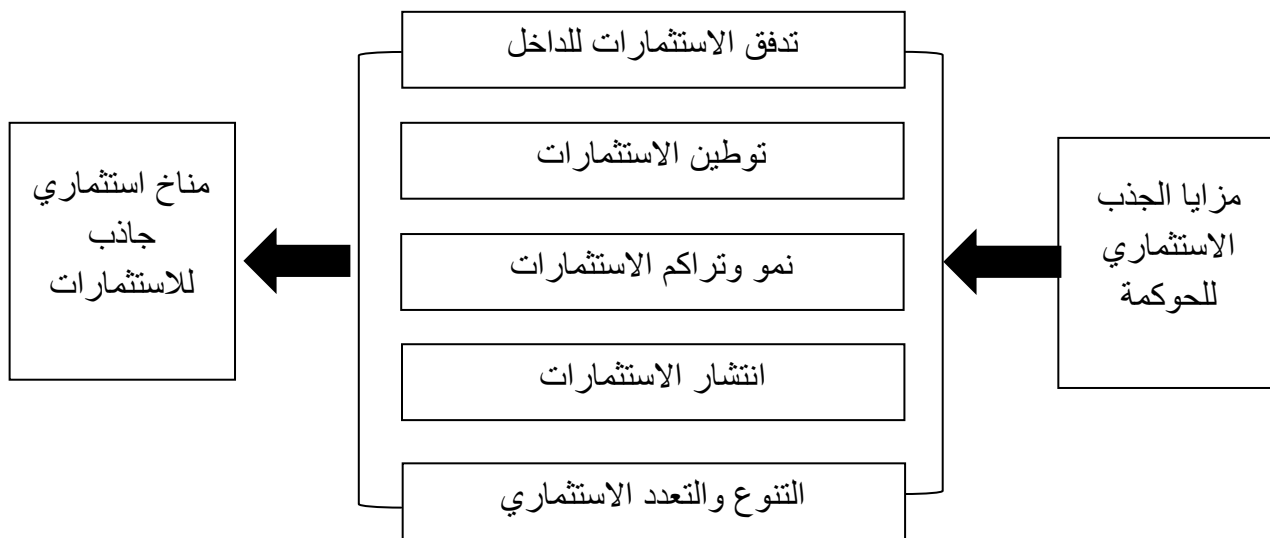 مزايا الجذب
الاستثماري
للحوكمة
تدفق الاستثمارات للداخل
توطين الاستثمارات
نمو وتراكم الاستثمارات
انتشار الاستثمارات
التنوع والتعدد الاستثماري
مناخ استثماري
جاذب
للاستثمارات